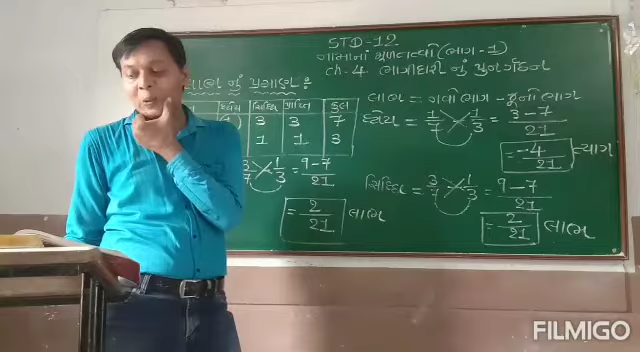 STD-12
નામાનાં મૂળતત્ત્વો (ભાગ-1)
ch-4 ભાગીદારી નું પુનર્ગઠન
લાભ નું પ્રમાણ :
ધ્યેય સિદ્ધિ પ્રાપ્તિ કુલ
3 3 7
1 1 3
3/7 × 1/3 = 9-7/21
= 2/21 લાભ
લાભ = નવો ભાગ - જૂનો ભાગ
ધ્યેય = 1/7 × 1/3 = 3-7/21
= -4/21 ત્યાગ
સિદ્ધિ = 3/7 × 1/3 = 9-7/21
= 2/21 લાભ
FILMIGO